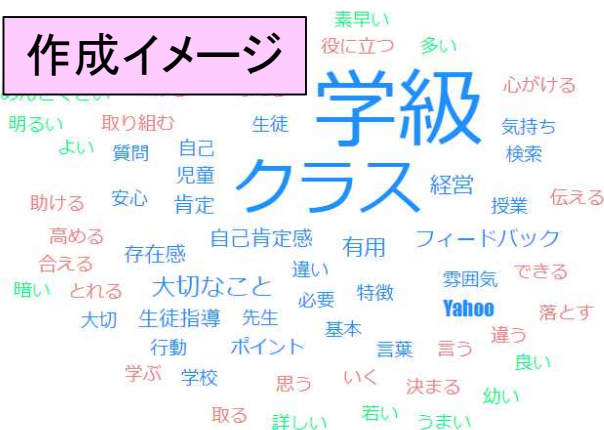 素早い
作成イメージ
役に立つ 多い
学級
心がける
明るい 取り組む 生徒 気持ち
よい 質問 自己 検索
児童 クラス 経営
助ける 安心 肯定 授業 伝える
高める 自己肯定感 有用 フィードバック
合える 存在感 違い 雰囲気 できる
暗い とれる 大切なこと 必要 特徴
大切 生徒指導 先生 基本 Yahoo 落とす
行動 ポイント 言葉 言う 違う
学ぶ 学校 思う いく 決まる 良い
幼い
取る 詳しい 若い うまい